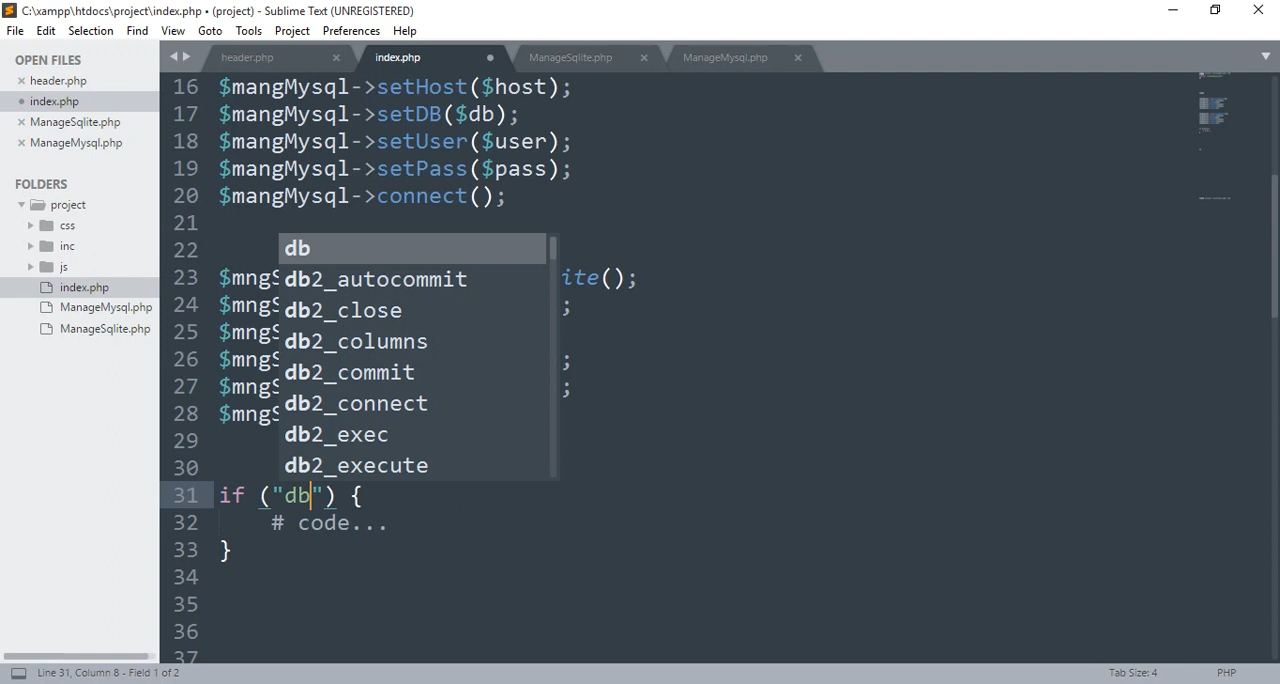 C:\xampp\htdocs\project\index.php • (project) - Sublime Text (UNREGISTERED)
File Edit Selection Find View Goto Tools Project Preferences Help
OPEN FILES
header.php
index.php
ManageSqlite.php
ManageMysql.php
FOLDERS
project
css
inc
js
index.php
ManageMysql.php
ManageSqlite.php
header.php index.php ManageSqlite.php ManageMysql.php
16 $mangMysql->setHost($host);
17 $mangMysql->setDB($db);
18 $mangMysql->setUser($user);
19 $mangMysql->setPass($pass);
20 $mangMysql->connect();
21
22
23 $mngS ite();
24 $mngS ;
25 $mngS
26 $mngS ;
27 $mngS ;
28 $mngS
29
30
31 if ("db") {
32 # code...
33 }
34
35
36
37
db
db2_autocommit
db2_close
db2_columns
db2_commit
db2_connect
db2_exec
db2_execute
Line 31, Column 8 - Field 1 of 2
Tab Size: 4 PHP